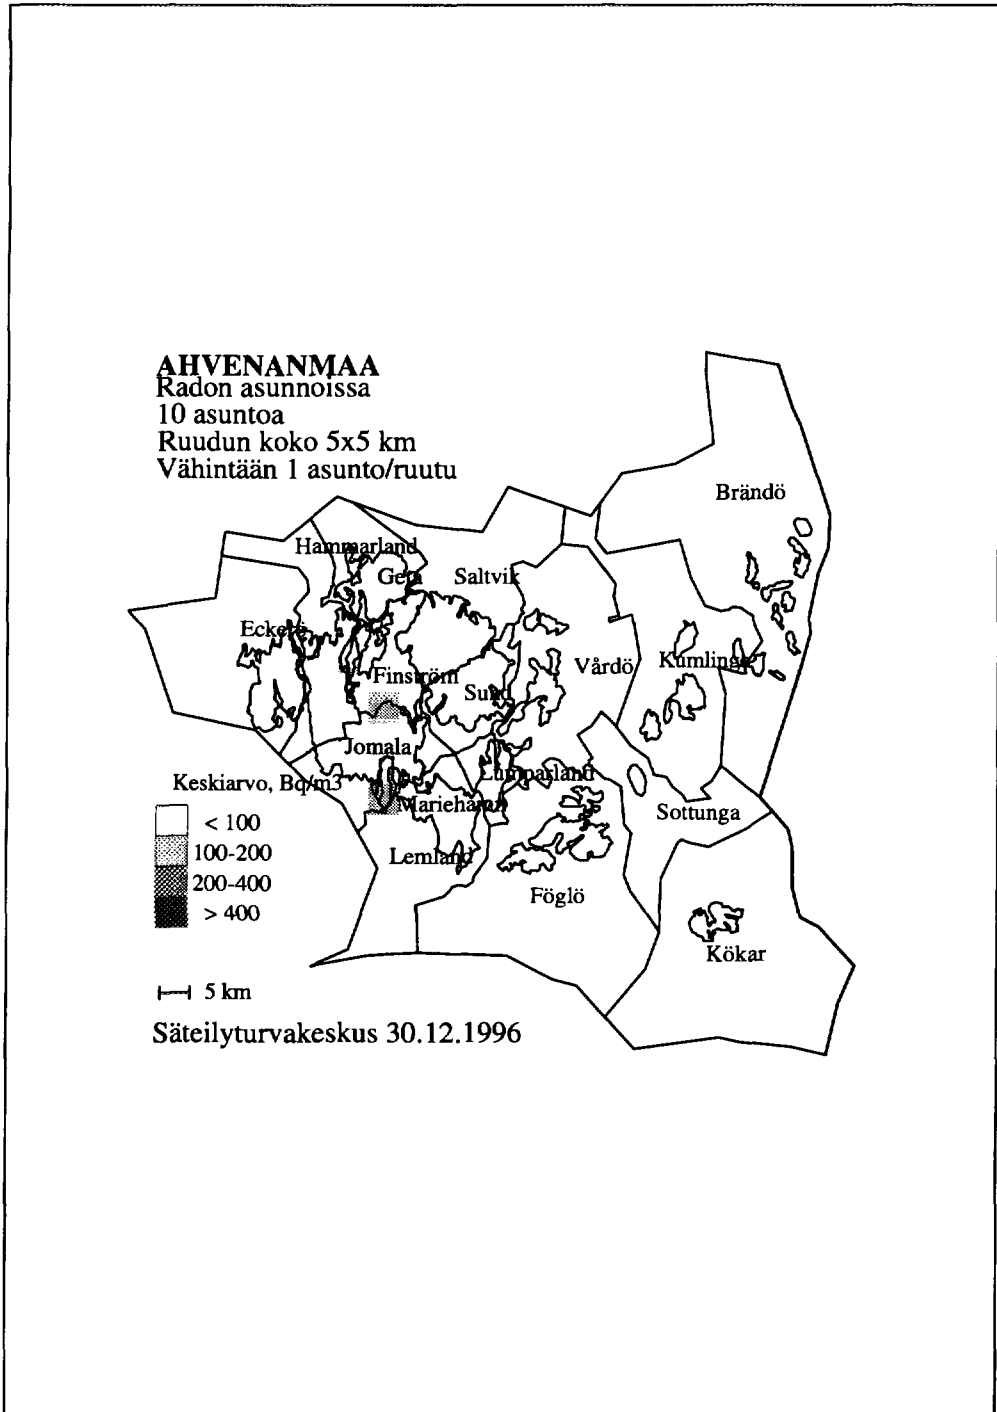 AHVENANMAA
Radon asunnoissa
10 asuntoa
Ruudun koko 5x5 km
Vähintään 1 asunto/ruutu
Brändö
Hammarland
Geta
Saltvik
Eckerö
Finström
Sund
Vårdö
Kumlinge
Jomala
Lumparland
Keskiarvo, Bq/m3
Mariehamn
Sottunga
< 100
100-200
200-400
> 400
Lemland
Föglö
Kökar
5 km
Säteilyturvakeskus 30.12.1996